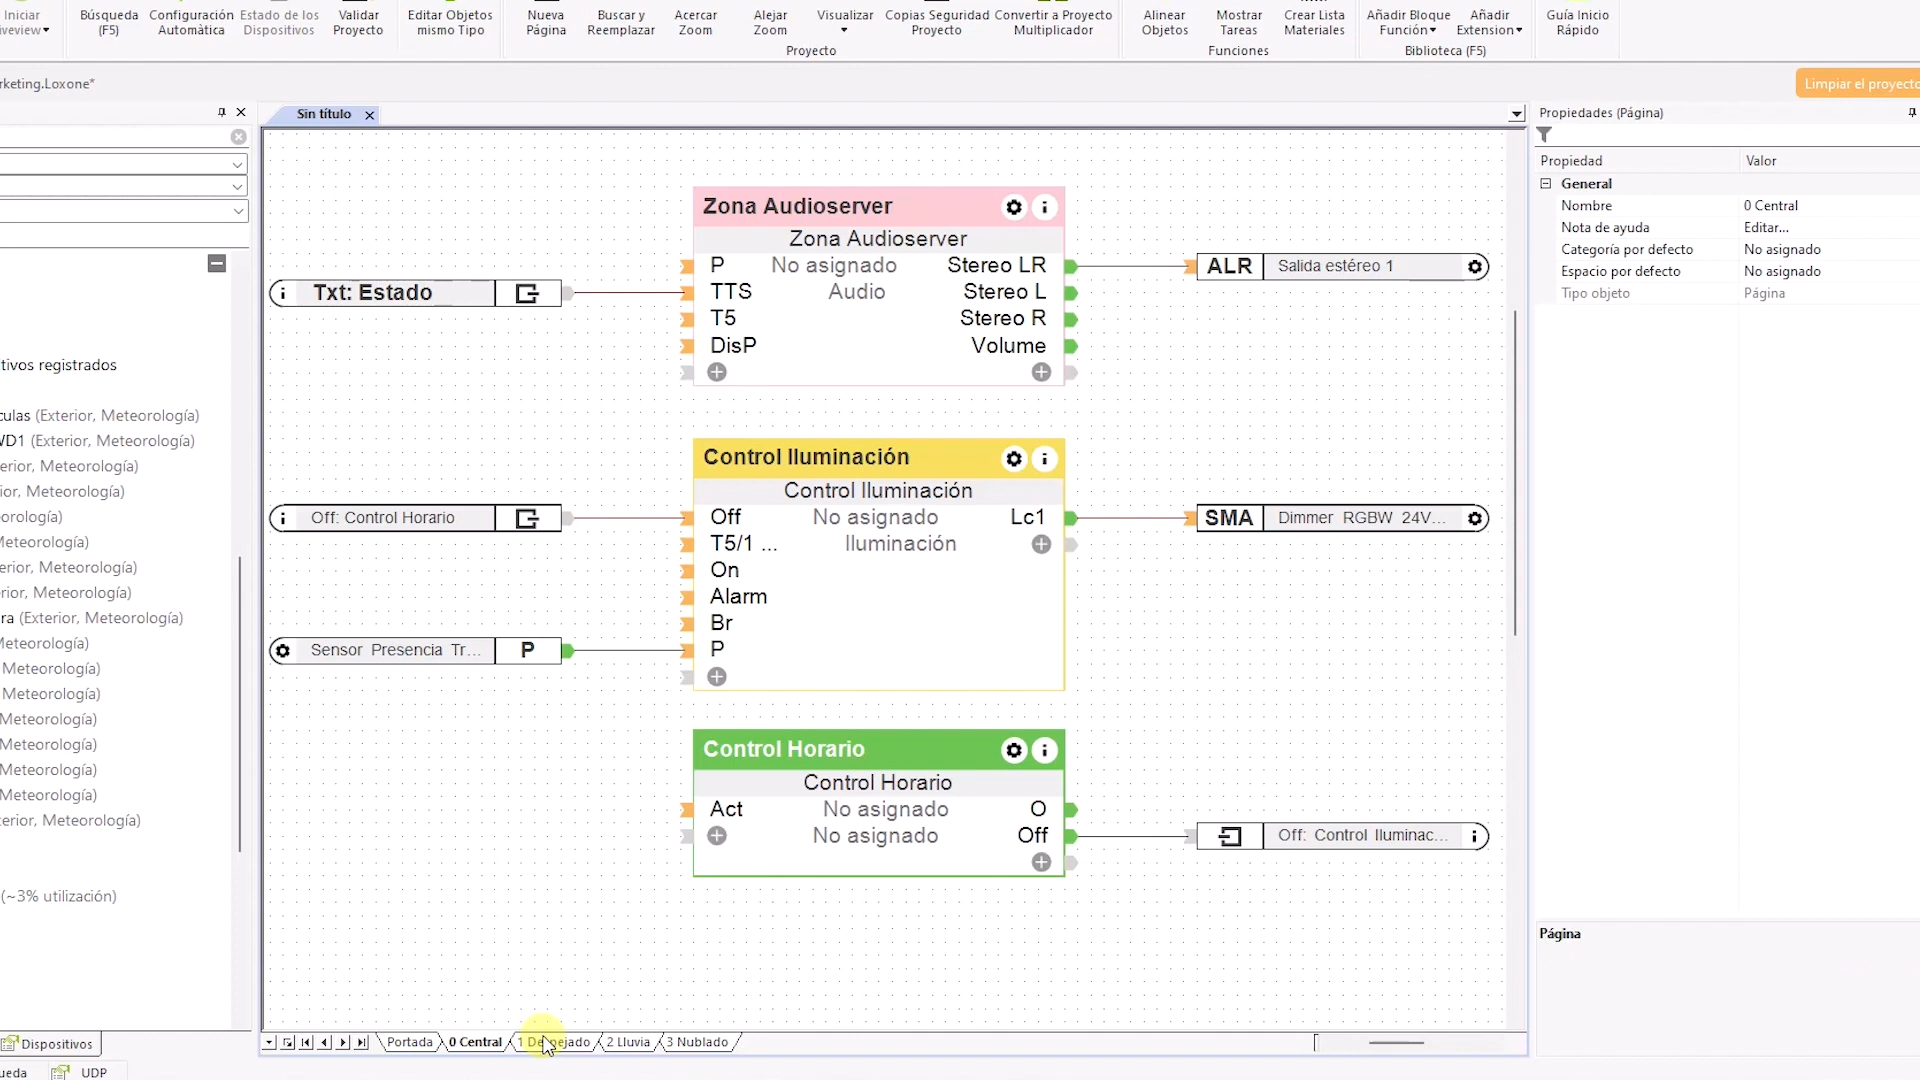 Iniciar
Liveview
Búsqueda
(F5)
Configuración
Automàtica
Estado de los
Dispositivos
Validar
Proyecto
Editar Objetos
mismo Tipo
Nueva
Página
Buscar y
Reemplazar
Acercar
Zoom
Alejar
Zoom
Visualizar
Copias Seguridad
Proyecto
Convertir a Proyecto
Multiplicador
Proyecto
Alinear
Objetos
Mostrar
Tareas
Crear Lista
Materiales
Funciones
Añadir Bloque
Función
Añadir
Extension
Biblioteca (F5)
Guía Inicio
Rápido
rketing.Loxone*
Limpiar el proyecto
Sin título
Propiedades (Página)
Propiedad Valor
General
Nombre 0 Central
Nota de ayuda Editar...
Categoría por defecto No asignado
Espacio por defecto No asignado
Tipo objeto Página
Página
tivos registrados
culas (Exterior, Meteorología)
WD1 (Exterior, Meteorología)
erior, Meteorología)
ior, Meteorología)
orología)
Meteorología)
erior, Meteorología)
rior, Meteorología)
ra (Exterior, Meteorología)
Meteorología)
Meteorología)
Meteorología)
Meteorología)
Meteorología)
Meteorología)
Meteorología)
erior, Meteorología)
(~3% utilización)
Dispositivos
ueda
UDP
Zona Audioserver
Zona Audioserver
P No asignado Stereo LR
TTS Audio Stereo L
T5 Stereo R
DisP Volume
Txt: Estado
ALR Salida estéreo 1
Control Iluminación
Control Iluminación
Off No asignado Lc1
T5/1 ... Iluminación
On
Alarm
Br
P
Off: Control Horario
Sensor Presencia Tr... P
SMA Dimmer RGBW 24V...
Control Horario
Control Horario
Act No asignado O
No asignado Off
Off: Control Iluminac...
Portada 0 Central 1 De pejado 2 Lluvia 3 Nublado